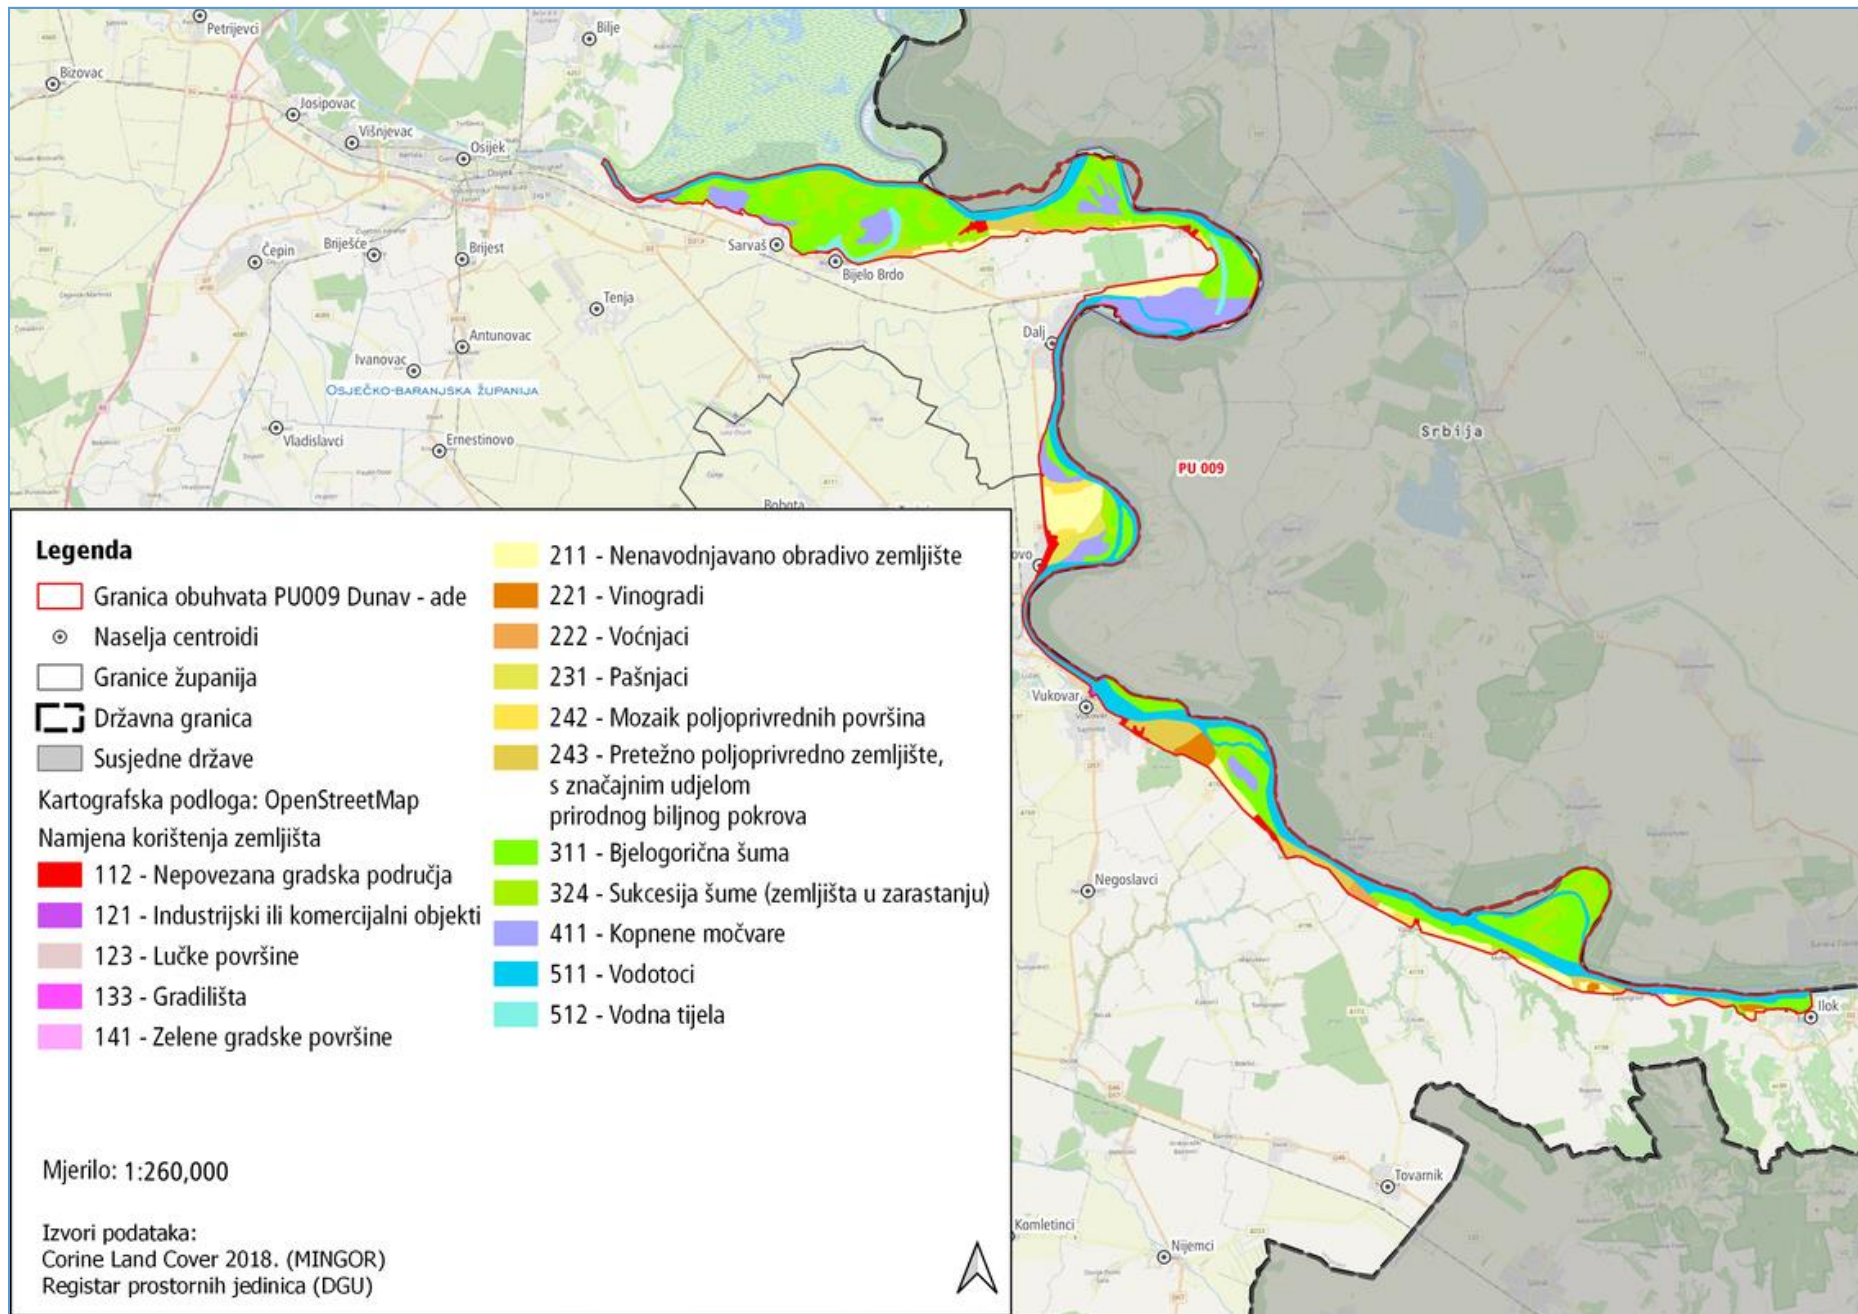 Petrijevci
Bilje
Bizovac
Josipovac
Višnjevac
Osijek
Čepin
Briješće
Brijest
Sarvaš
Bijelo Brdo
Tenja
Antunovac
Dalj
Ivanovac
OSJEČKO-BARANJSKA ŽUPANIJA
Vladislavci
Ernestinovo
Srbija
PU 009
Bobota
ovo
Vukovar
Negoslavci
Ilok
Tovarnik
Komletinci
Nijemci
Legenda
Granica obuhvata PU009 Dunav - ade
Naselja centroidi
Granice županija
Državna granica
Susjedne države
Kartografska podloga: OpenStreetMap
Namjena korištenja zemljišta
112 - Nepovezana gradska područja
121 - Industrijski ili komercijalni objekti
123 - Lučke površine
133 - Gradilišta
141 - Zelene gradske površine
211 - Nenavodnjavano obradivo zemljište
221 - Vinogradi
222 - Voćnjaci
231 - Pašnjaci
242 - Mozaik poljoprivrednih površina
243 - Pretežno poljoprivredno zemljište,
s značajnim udjelom
prirodnog biljnog pokrova
311 - Bjelogorična šuma
324 - Sukcesija šume (zemljišta u zarastanju)
411 - Kopnene močvare
511 - Vodotoci
512 - Vodna tijela
Mjerilo: 1:260,000
Izvori podataka:
Corine Land Cover 2018. (MINGOR)
Registar prostornih jedinica (DGU)